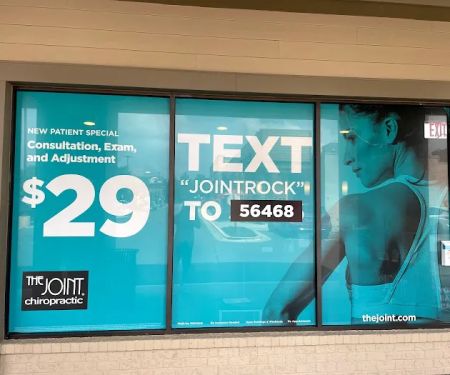 NEW PATIENT SPECIAL
Consultation, Exam,
and Adjustment
$29
THE JOINT
chiropractic
TEXT
"JOINTROCK"
TO 56468
EXIT
thejoint.com